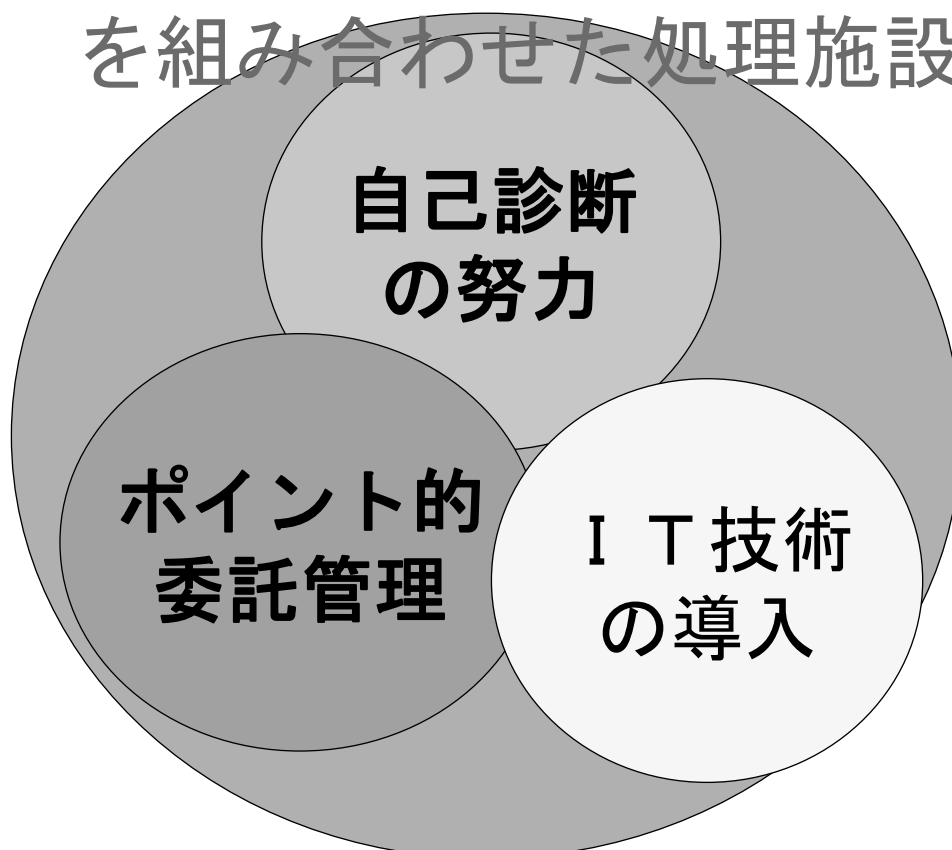 を組み合わせた処理施設
自己診断
の努力
ポイント的
委託管理
ＩＴ技術
の導入